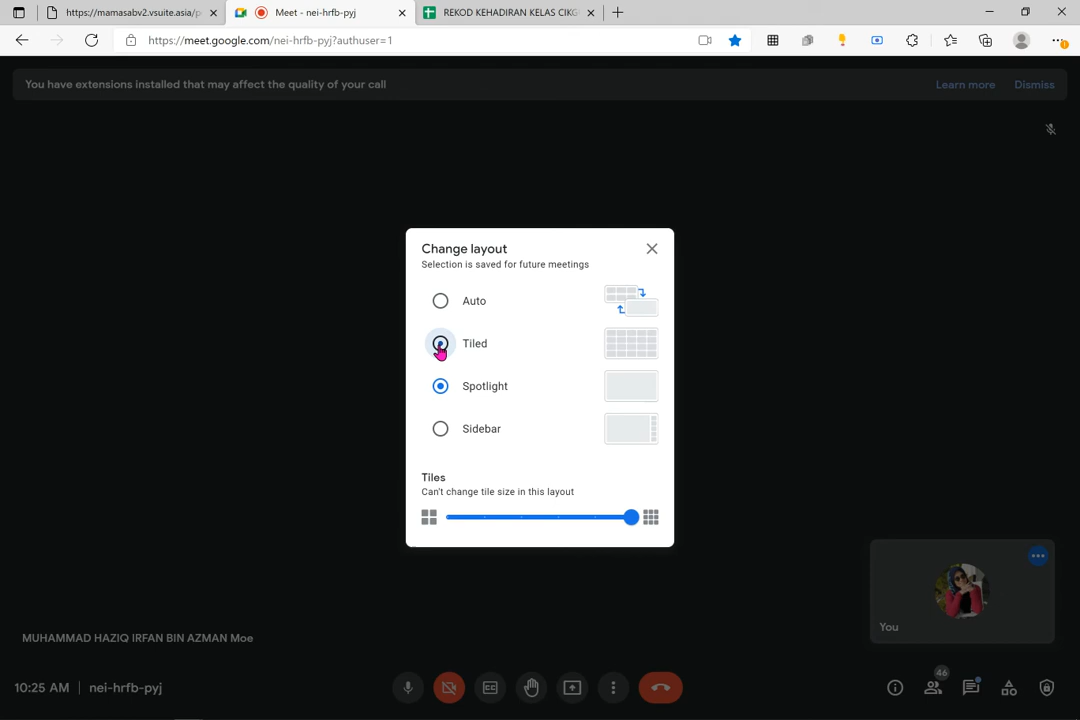 https://mamasabv2.vsuite.asia/p
Meet - nei-hrfb-pyj
REKOD KEHADIRAN KELAS CIKG
https://meet.google.com/nei-hrfb-pyj?authuser=1
You have extensions installed that may affect the quality of your call
Learn more
Dismiss
Change layout
Selection is saved for future meetings
Auto
Tiled
Spotlight
Sidebar
Tiles
Can't change tile size in this layout
You
MUHAMMAD HAZIQ IRFAN BIN AZMAN Moe
10:25 AM | nei-hrfb-pyj
46